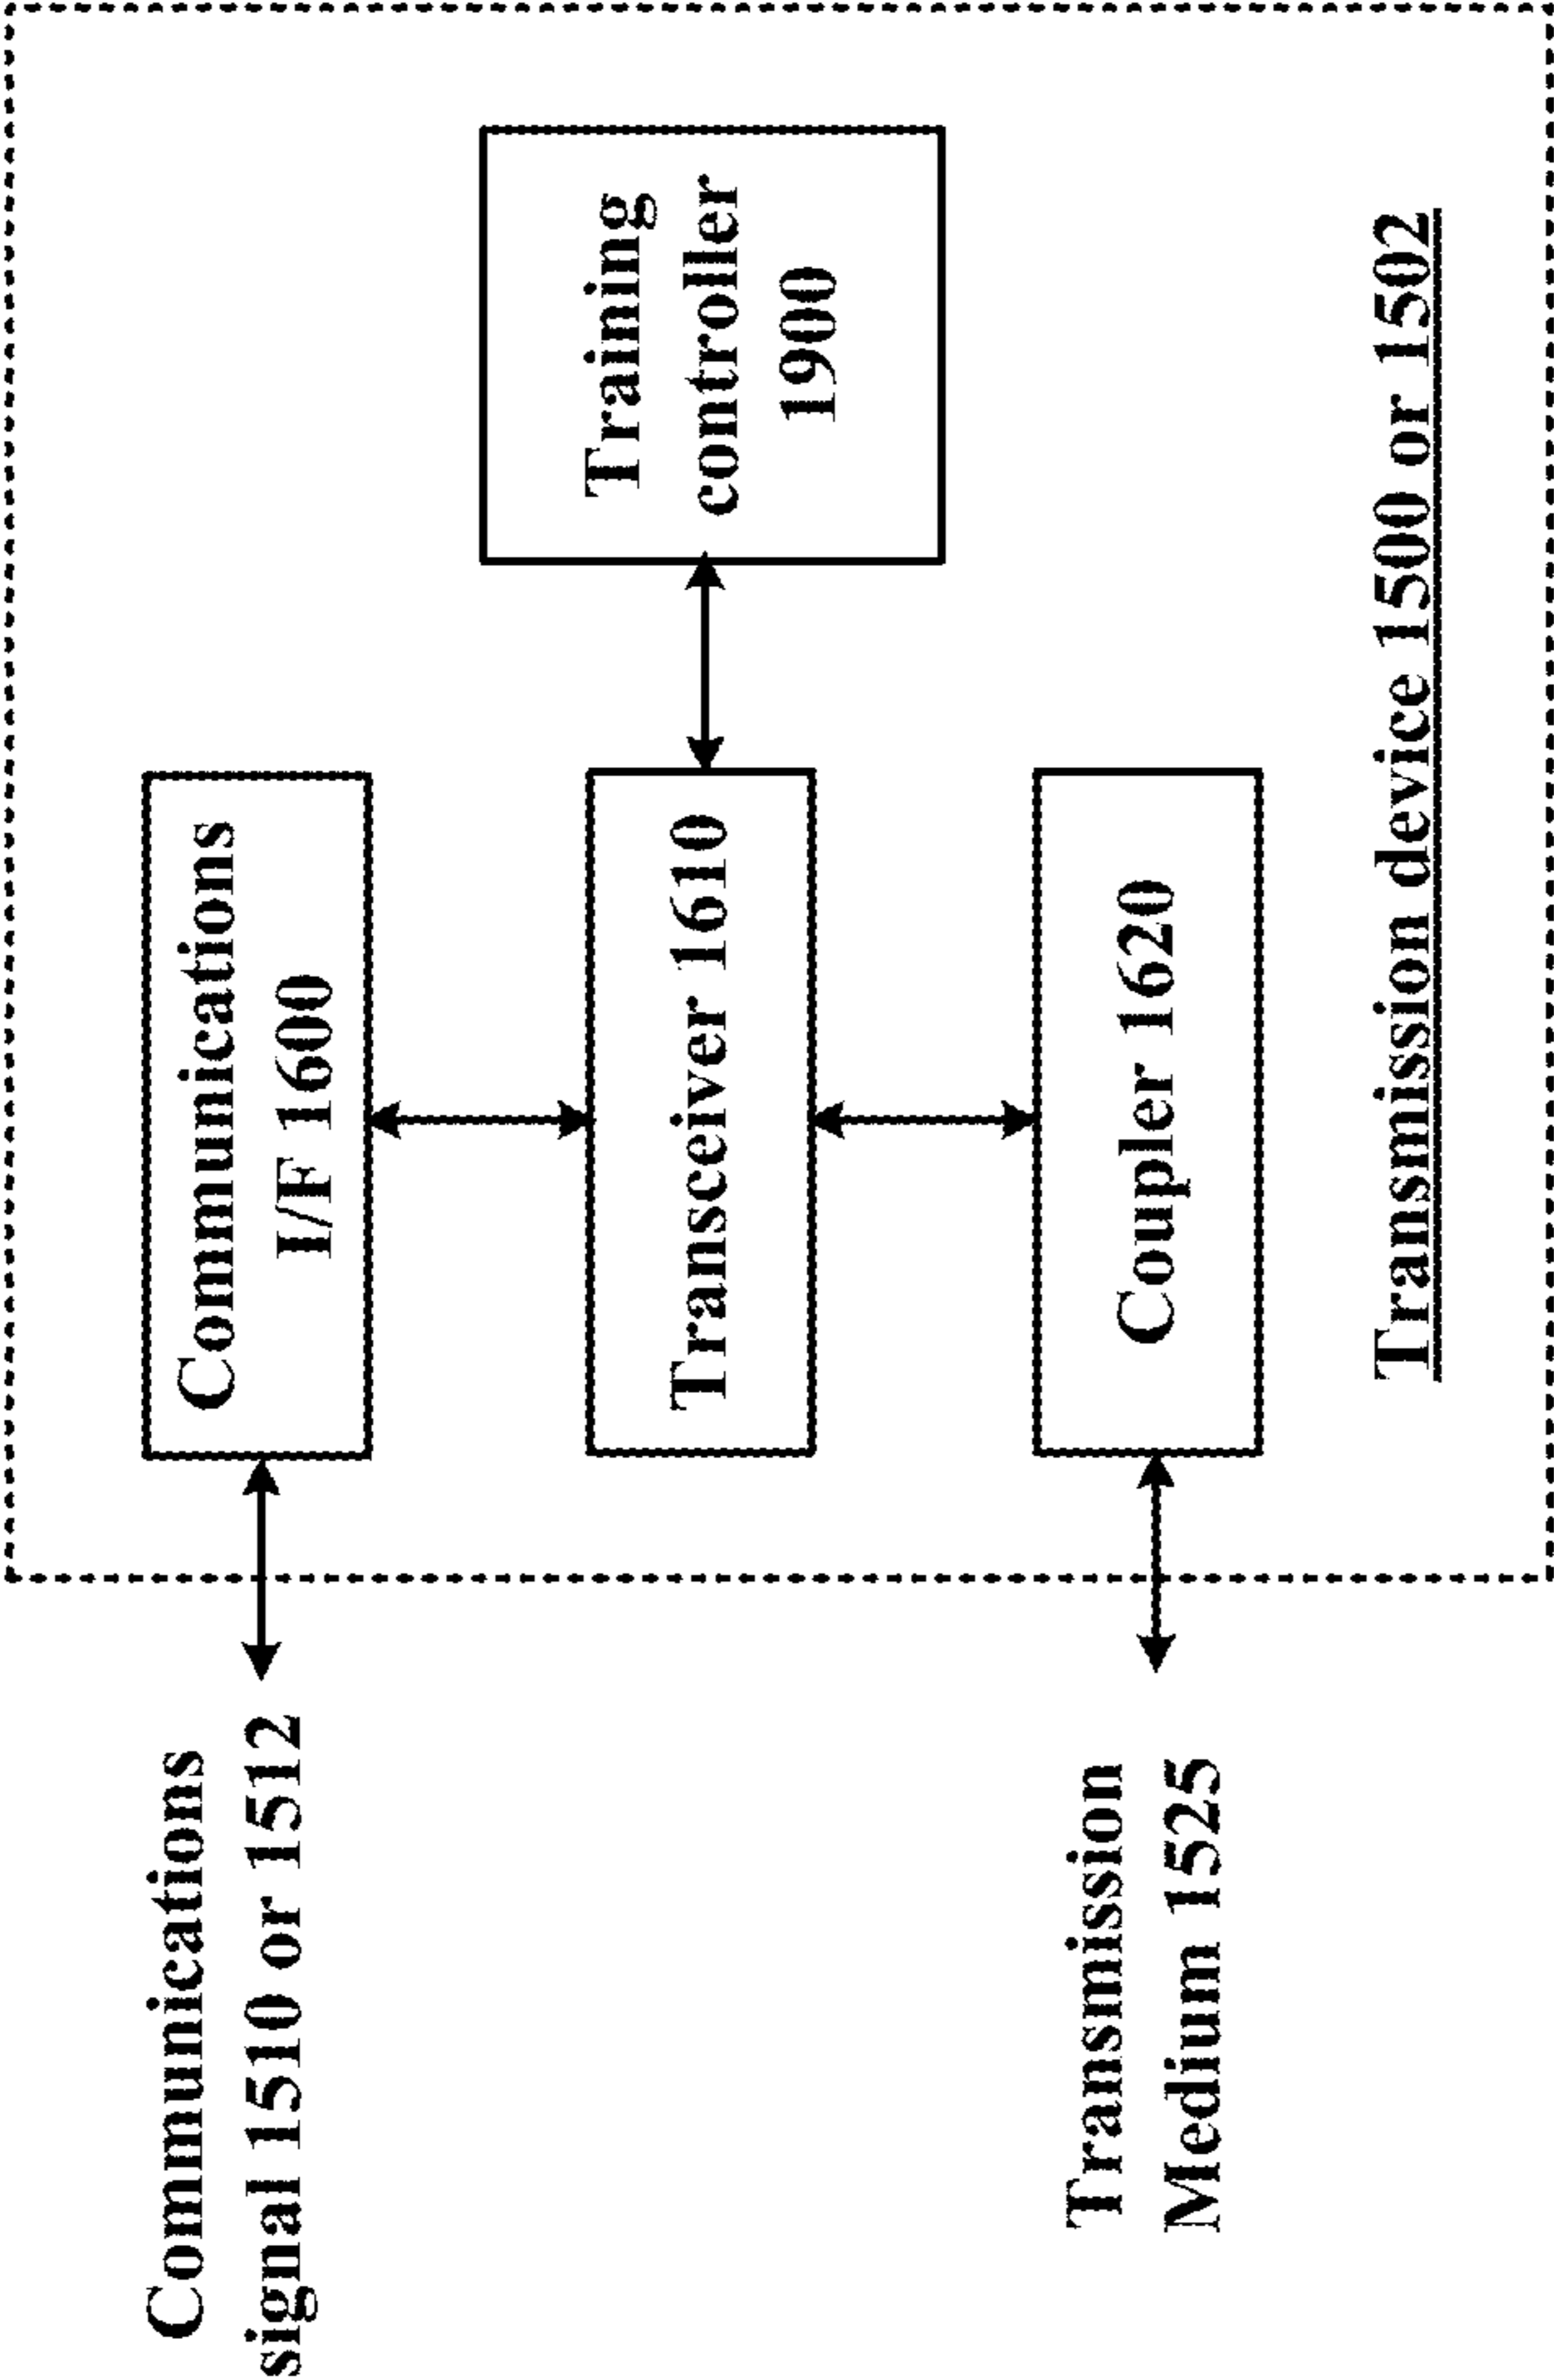 Communications
signal 1510 or 1512
Communications
I/F 1600
Transceiver 1610
Training
controller
1900
Coupler 1620
Transmission
Medium 1525
Transmission device 1500 or 1502